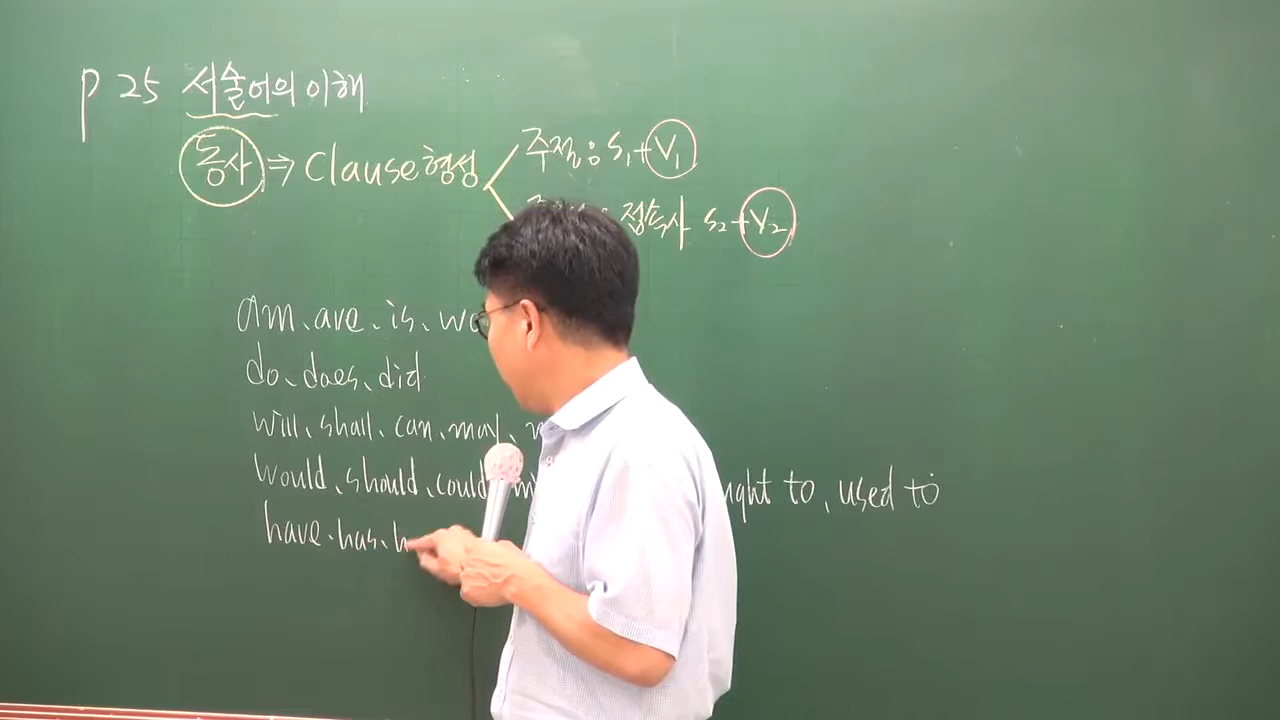 p 25 서술어의 이해
동사 ⇒ Clause 형성
주절 : S₁+V₁
접속사 S₂+V₂
am, are, is,
do, does, did
will, shall, can, may,
would, should, could, to, used to
have, has,